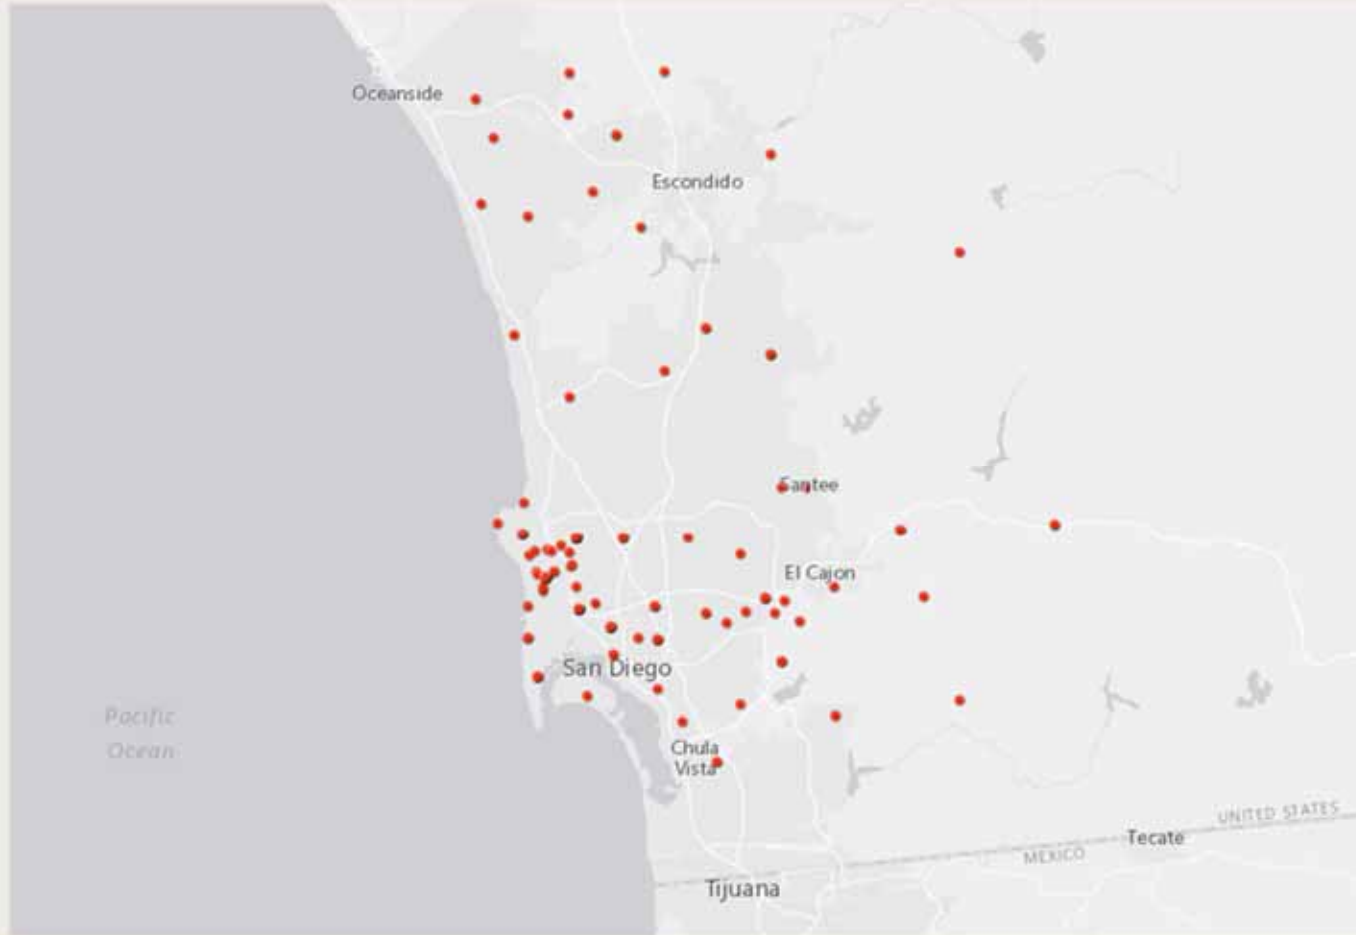 Oceanside
Escondido
Santee
El Cajon
San Diego
Pacific
Ocean
Chula
Vista
UNITED STATES
Tecate
MEXICO
Tijuana